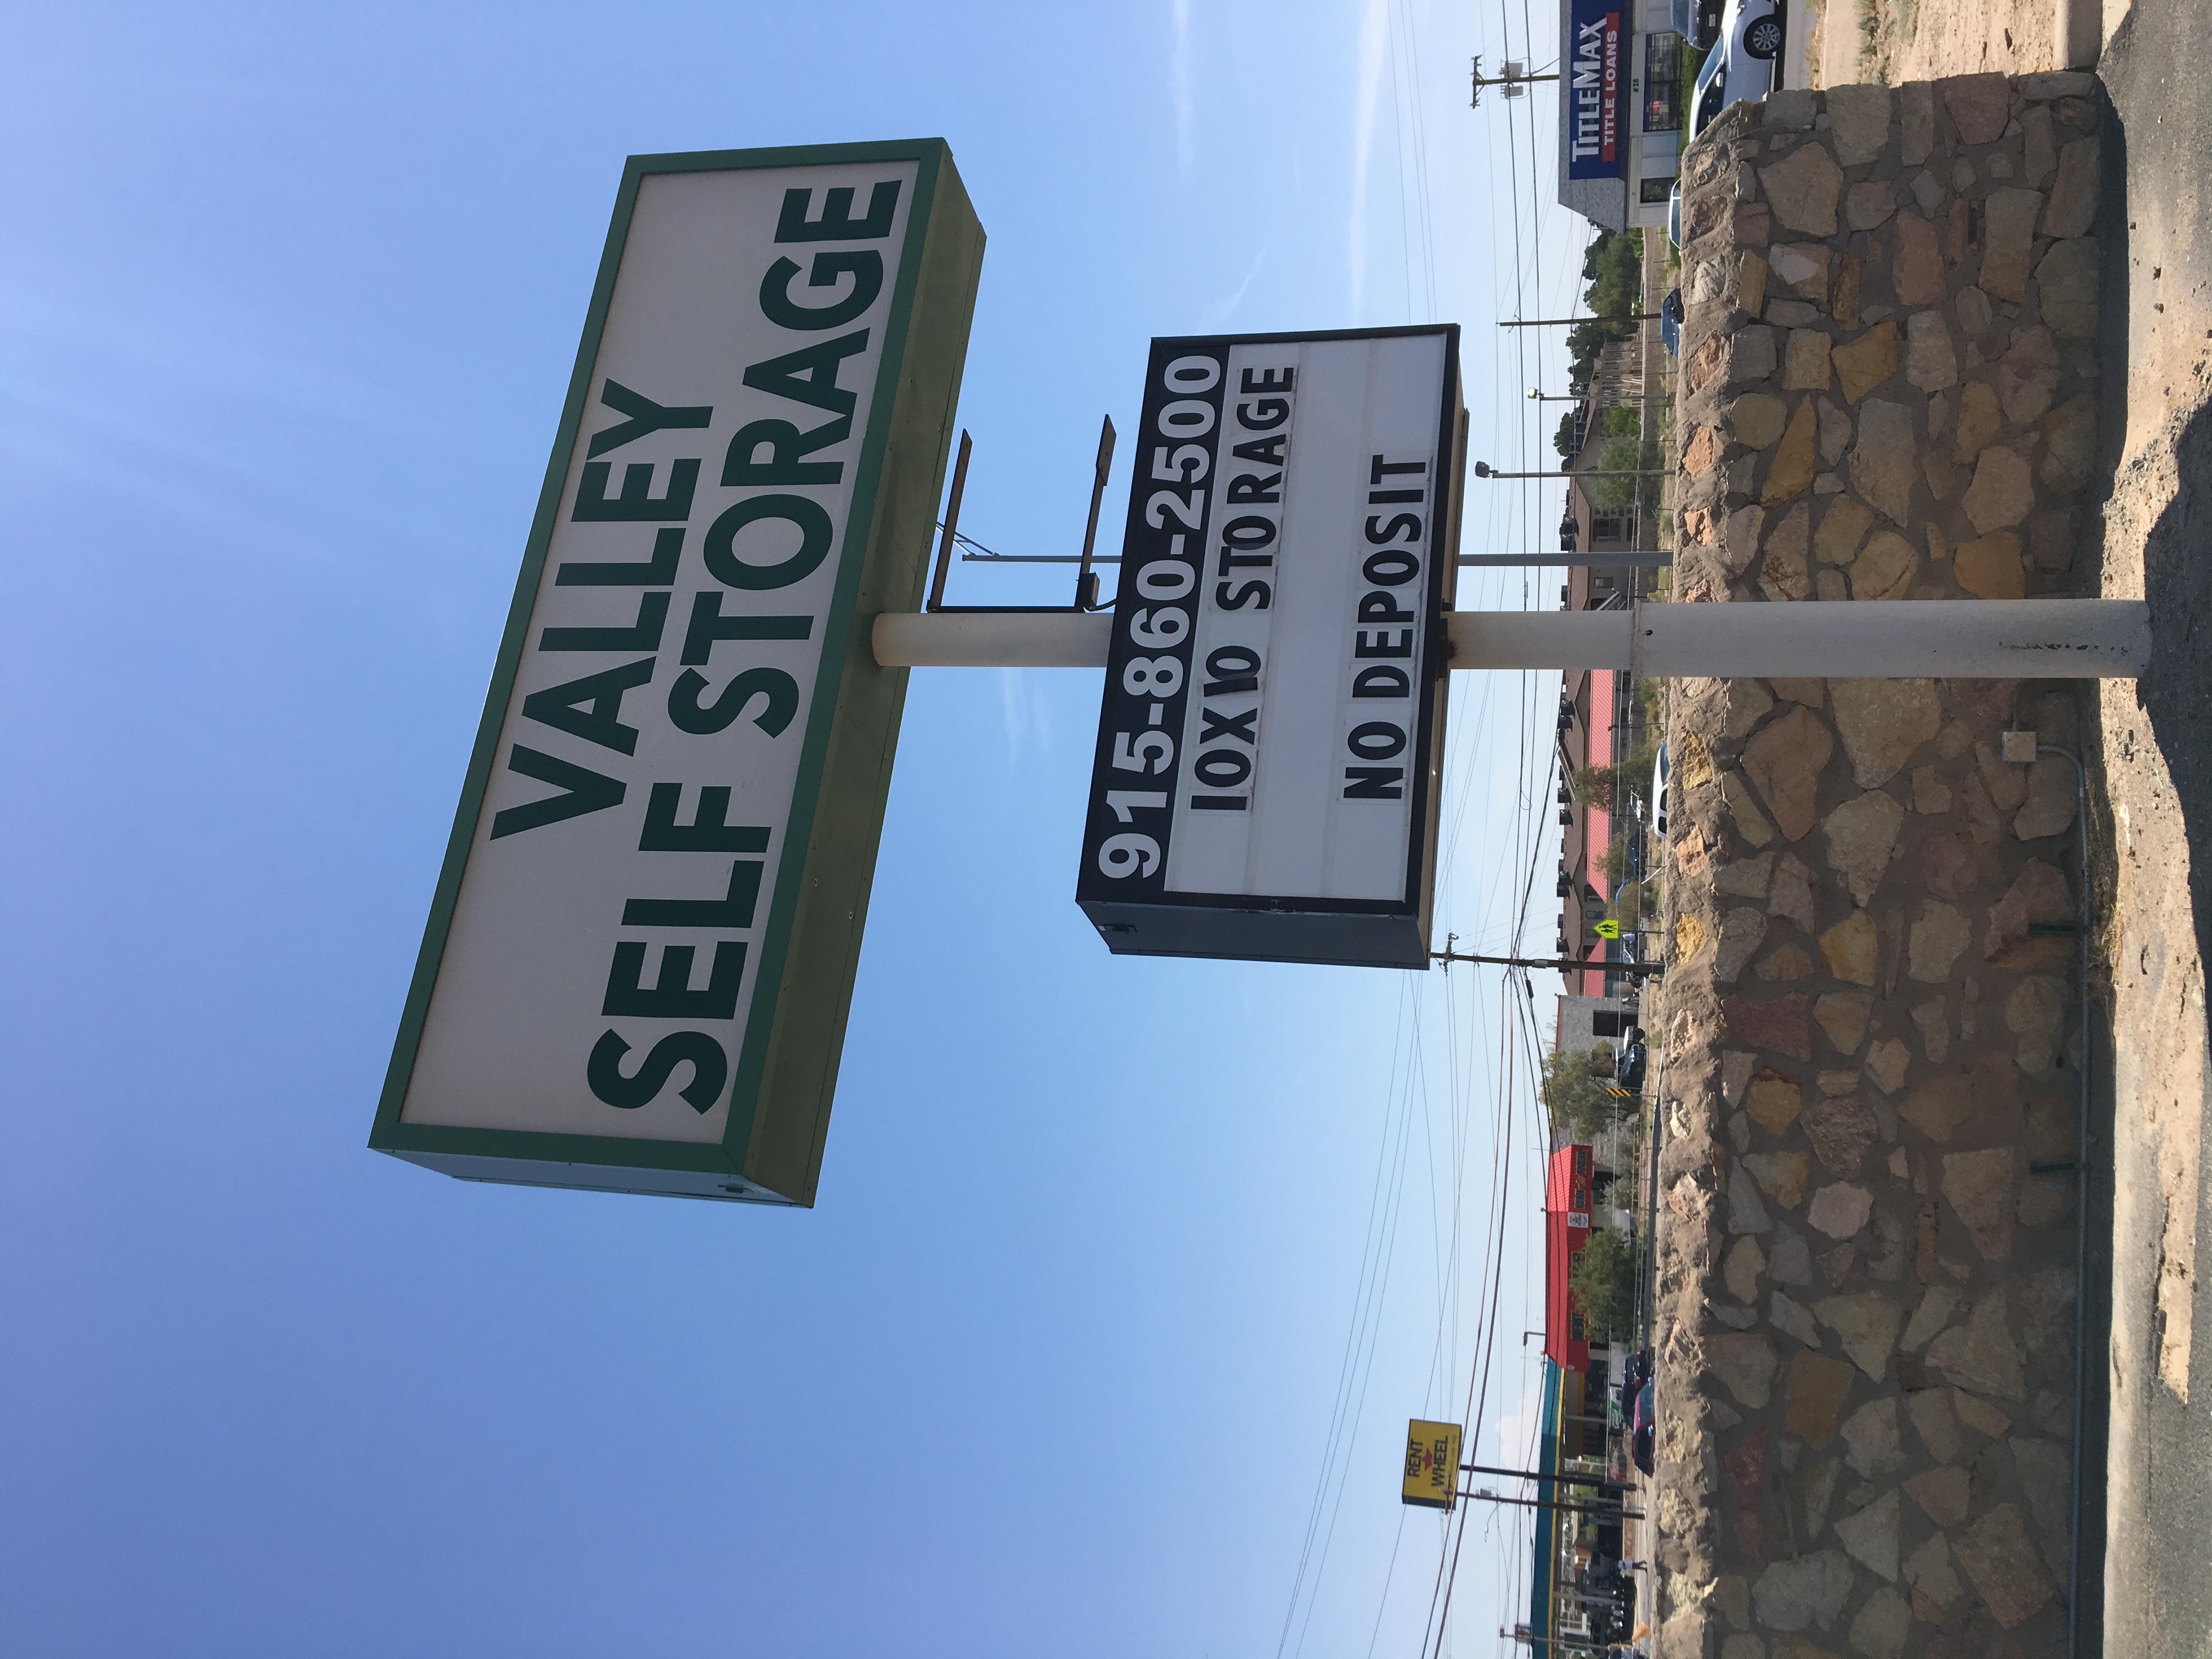 VALLEY
SELF STORAGE
915-860-2500
10X10 STORAGE
NO DEPOSIT
TITLEMAX
TITLE LOANS
RENT
WHEEL